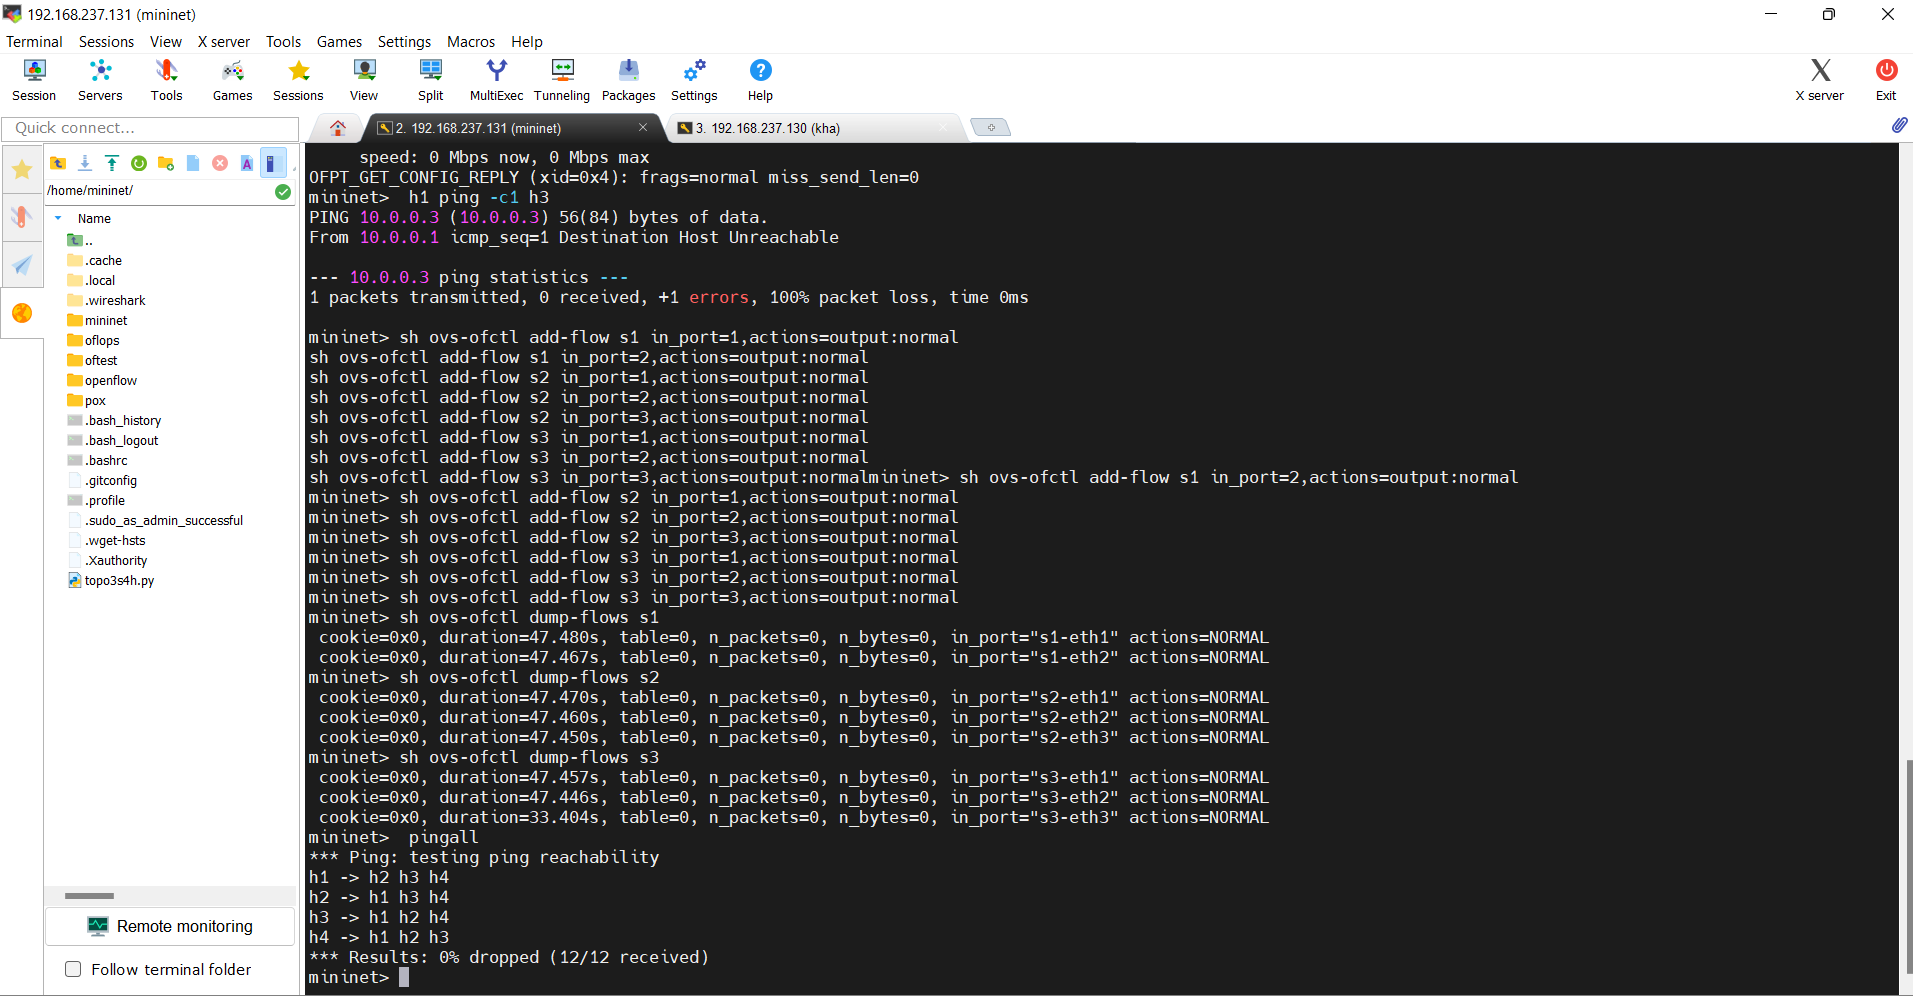 192.168.237.131 (mininet)
Terminal Sessions View X server Tools Games Settings Macros Help
Session Servers Tools Games Sessions View Split MultiExec Tunneling Packages Settings Help X server Exit
Quick connect...
2. 192.168.237.131 (mininet)
3. 192.168.237.130 (kha)
/home/mininet/
Name
..
.cache
.local
.wireshark
mininet
oflops
oftest
openflow
pox
.bash_history
.bash_logout
.bashrc
.gitconfig
.profile
.sudo_as_admin_successful
.wget-hsts
.Xauthority
topo3s4h.py
Remote monitoring
Follow terminal folder
speed: 0 Mbps now, 0 Mbps max
OFPT_GET_CONFIG_REPLY (xid=0x4): frags=normal miss_send_len=0
mininet>  h1 ping -c1 h3
PING 10.0.0.3 (10.0.0.3) 56(84) bytes of data.
From 10.0.0.1 icmp_seq=1 Destination Host Unreachable
--- 10.0.0.3 ping statistics ---
1 packets transmitted, 0 received, +1 errors, 100% packet loss, time 0ms
mininet> sh ovs-ofctl add-flow s1 in_port=1,actions=output:normal
sh ovs-ofctl add-flow s1 in_port=2,actions=output:normal
sh ovs-ofctl add-flow s2 in_port=1,actions=output:normal
sh ovs-ofctl add-flow s2 in_port=2,actions=output:normal
sh ovs-ofctl add-flow s2 in_port=3,actions=output:normal
sh ovs-ofctl add-flow s3 in_port=1,actions=output:normal
sh ovs-ofctl add-flow s3 in_port=2,actions=output:normal
sh ovs-ofctl add-flow s3 in_port=3,actions=output:normalmininet> sh ovs-ofctl add-flow s1 in_port=2,actions=output:normal
mininet> sh ovs-ofctl add-flow s2 in_port=1,actions=output:normal
mininet> sh ovs-ofctl add-flow s2 in_port=2,actions=output:normal
mininet> sh ovs-ofctl add-flow s2 in_port=3,actions=output:normal
mininet> sh ovs-ofctl add-flow s3 in_port=1,actions=output:normal
mininet> sh ovs-ofctl add-flow s3 in_port=2,actions=output:normal
mininet> sh ovs-ofctl add-flow s3 in_port=3,actions=output:normal
mininet> sh ovs-ofctl dump-flows s1
cookie=0x0, duration=47.480s, table=0, n_packets=0, n_bytes=0, in_port="s1-eth1" actions=NORMAL
cookie=0x0, duration=47.467s, table=0, n_packets=0, n_bytes=0, in_port="s1-eth2" actions=NORMAL
mininet> sh ovs-ofctl dump-flows s2
cookie=0x0, duration=47.470s, table=0, n_packets=0, n_bytes=0, in_port="s2-eth1" actions=NORMAL
cookie=0x0, duration=47.460s, table=0, n_packets=0, n_bytes=0, in_port="s2-eth2" actions=NORMAL
cookie=0x0, duration=47.450s, table=0, n_packets=0, n_bytes=0, in_port="s2-eth3" actions=NORMAL
mininet> sh ovs-ofctl dump-flows s3
cookie=0x0, duration=47.457s, table=0, n_packets=0, n_bytes=0, in_port="s3-eth1" actions=NORMAL
cookie=0x0, duration=47.446s, table=0, n_packets=0, n_bytes=0, in_port="s3-eth2" actions=NORMAL
cookie=0x0, duration=33.404s, table=0, n_packets=0, n_bytes=0, in_port="s3-eth3" actions=NORMAL
mininet>  pingall
*** Ping: testing ping reachability
h1 -> h2 h3 h4
h2 -> h1 h3 h4
h3 -> h1 h2 h4
h4 -> h1 h2 h3
*** Results: 0% dropped (12/12 received)
mininet>